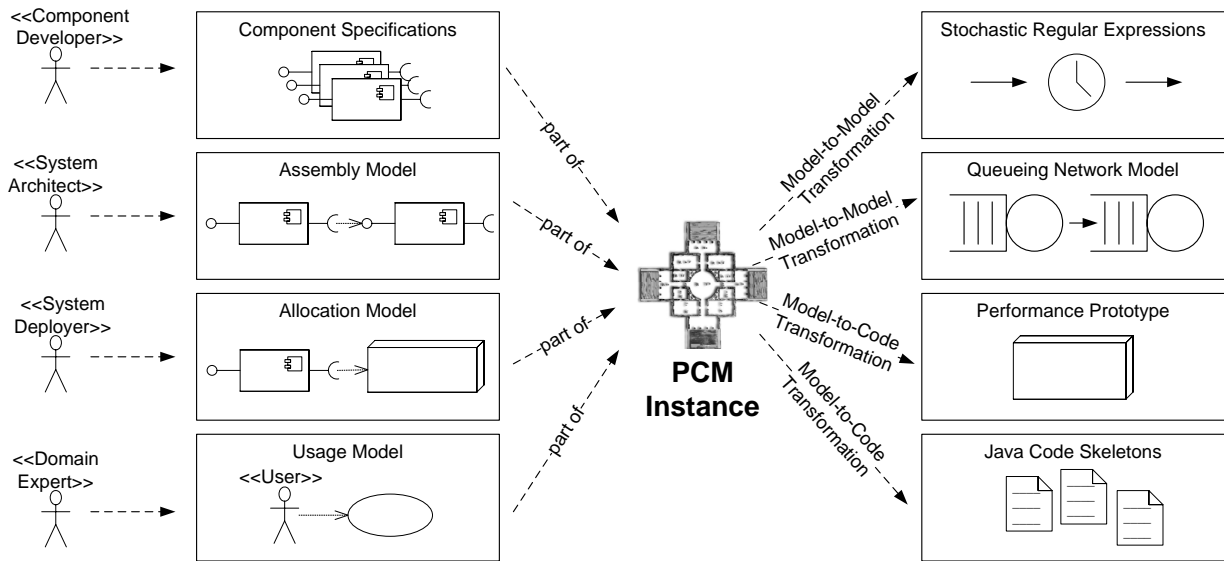 <<Component
Developer>>
Component Specifications
<<System
Architect>>
Assembly Model
<<System
Deployer>>
Allocation Model
<<Domain
Expert>>
Usage Model
<<User>>
part of
part of
part of
part of
PCM
Instance
Model-to-Model
Transformation
Model-to-Model
Transformation
Model-to-Code
Transformation
Model-to-Code
Transformation
Stochastic Regular Expressions
Queueing Network Model
Performance Prototype
Java Code Skeletons